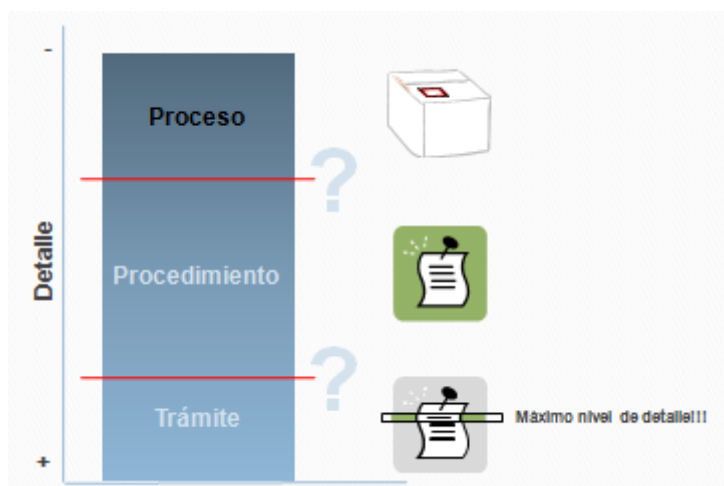 -
Proceso
?
Detalle
Procedimiento
?
Trámite
Máximo nivel de detalle!!!
+